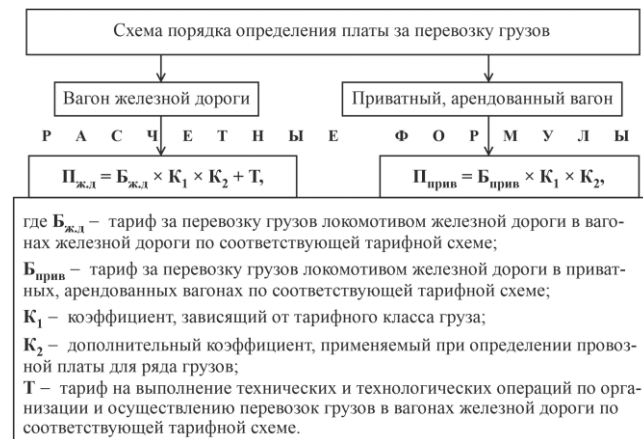 Схема порядка определения платы за перевозку грузов
Вагон железной дороги
Приватный, арендованный вагон
Р А С Ч Е Т Н Ы Е Ф О Р М У Л Ы
Пж.д = Бж.д × К1 × К2 + Т,
Пприв = Бприв × К1 × К2,
где Бж.д – тариф за перевозку грузов локомотивом железной дороги в ваго-
нах железной дороги по соответствующей тарифной схеме;
Бприв – тариф за перевозку грузов локомотивом железной дороги в приват-
ных, арендованных вагонах по соответствующей тарифной схеме;
К1 – коэффициент, зависящий от тарифного класса груза;
К2 – дополнительный коэффициент, применяемый при определении провоз-
ной платы для ряда грузов;
Т – тариф на выполнение технических и технологических операций по орга-
низации и осуществлению перевозок грузов в вагонах железной дороги по
соответствующей тарифной схеме.